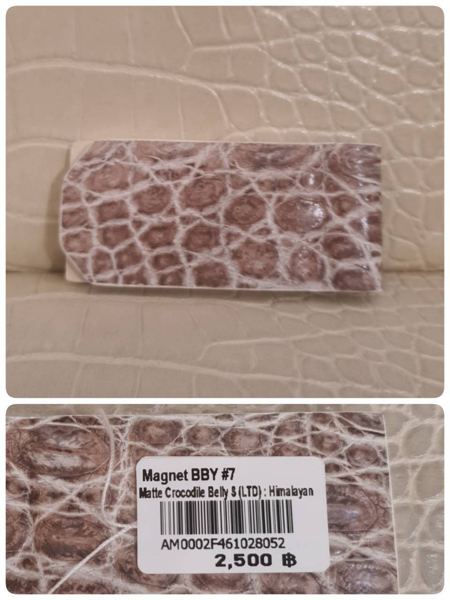 Magnet BBY #7
Matte Crocodile Belly S (LTD) : Himalayan
AM0002F461028052
2,500 ฿